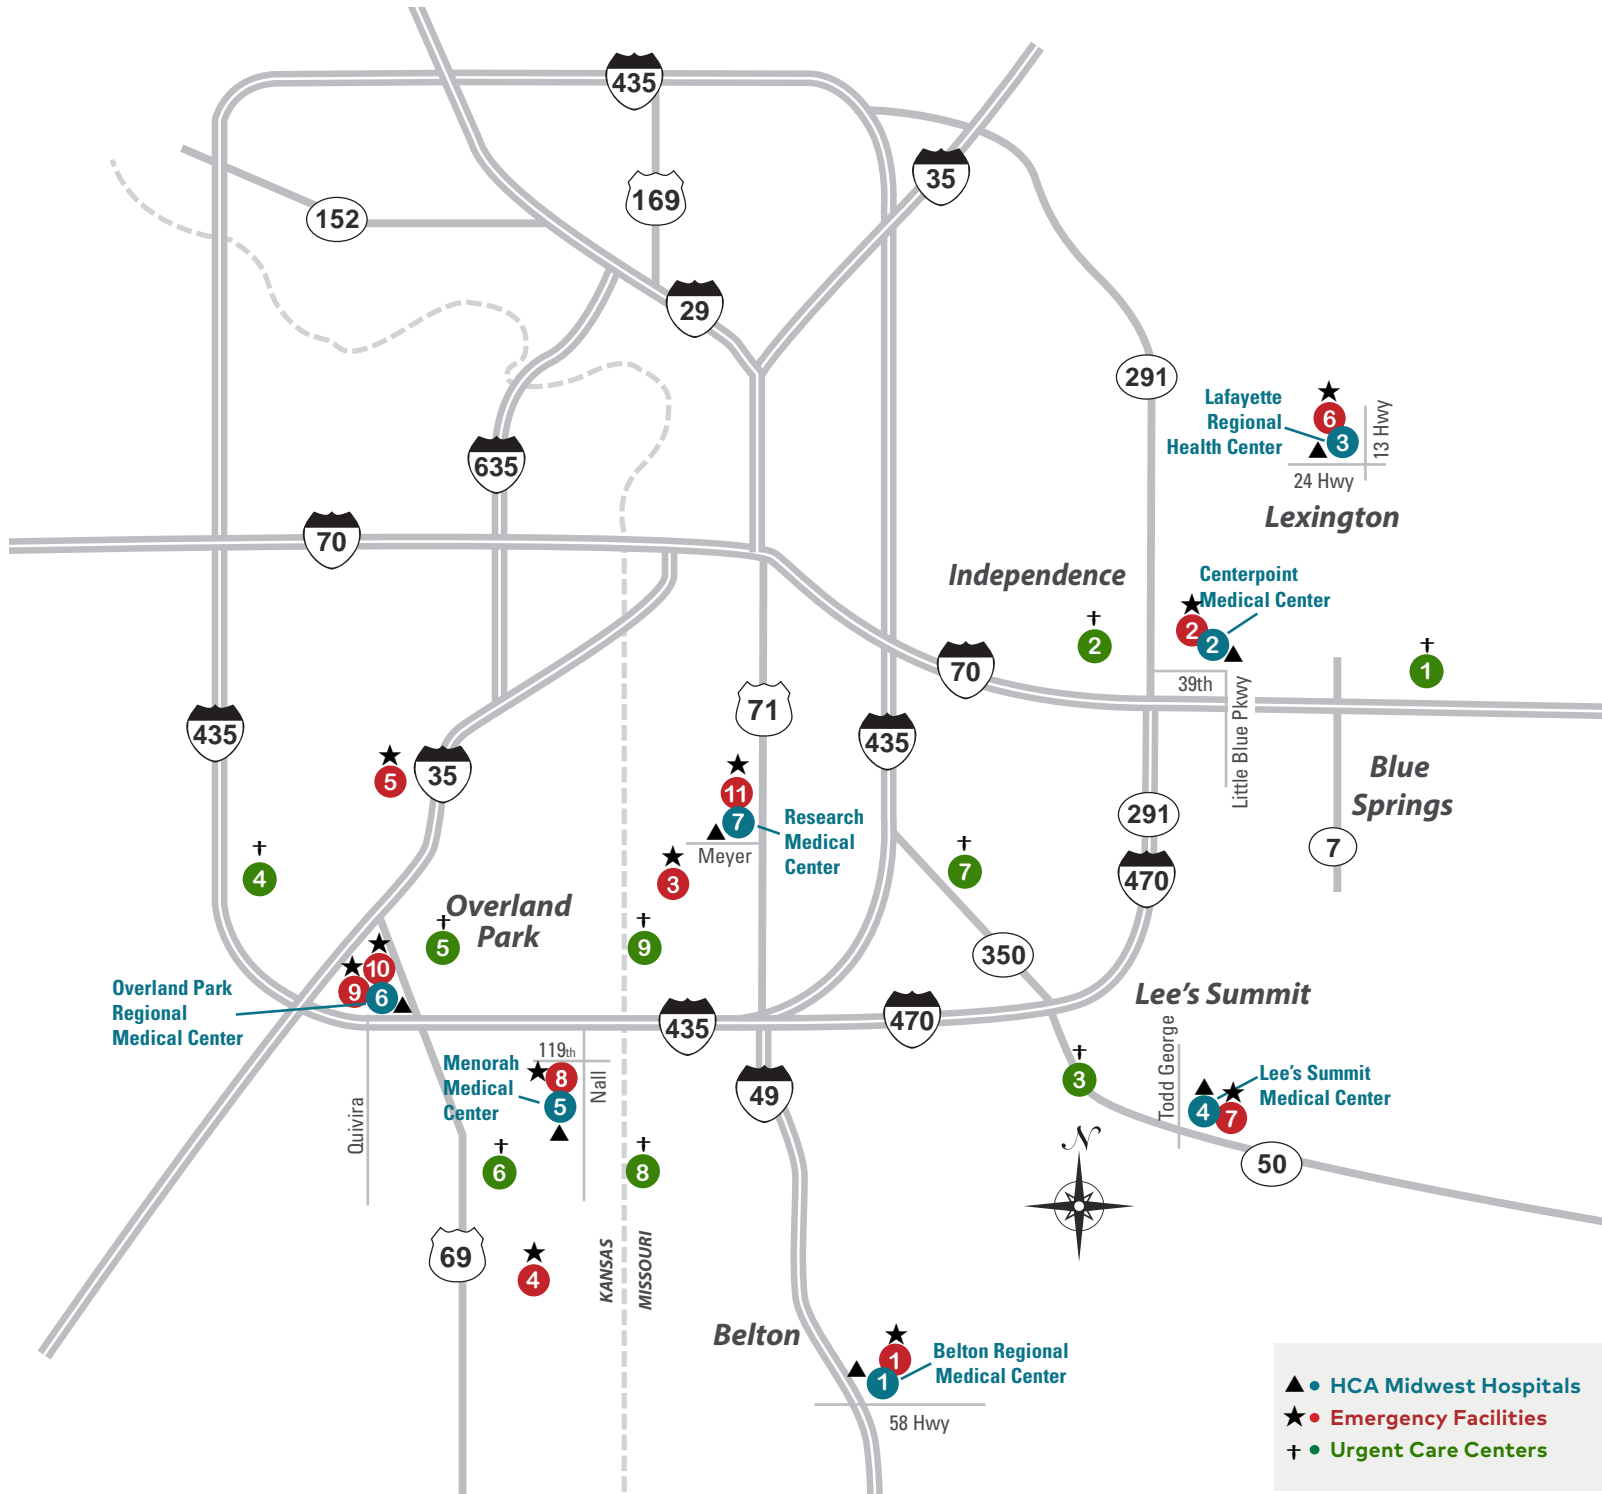 435
35
169
152
29
291
Lafayette
Regional
Health Center
6
3
13 Hwy
24 Hwy
Lexington
635
70
Independence
Centerpoint
Medical Center
2
2
2
1
70
39th
Little Blue Pkwy
71
435
435
35
5
Blue
Springs
11
7
Research
Medical
Center
Meyer
291
7
3
4
7
470
Overland
Park
5
9
350
10
9
6
Overland Park
Regional
Medical Center
Lee's Summit
435
470
119th
Menorah
Medical
Center
8
5
Nall
49
3
Todd George
Lee's Summit
Medical Center
4
7
Quivira
N
6
8
50
69
4
KANSAS
MISSOURI
Belton
1
1
Belton Regional
Medical Center
58 Hwy
HCA Midwest Hospitals
Emergency Facilities
Urgent Care Centers